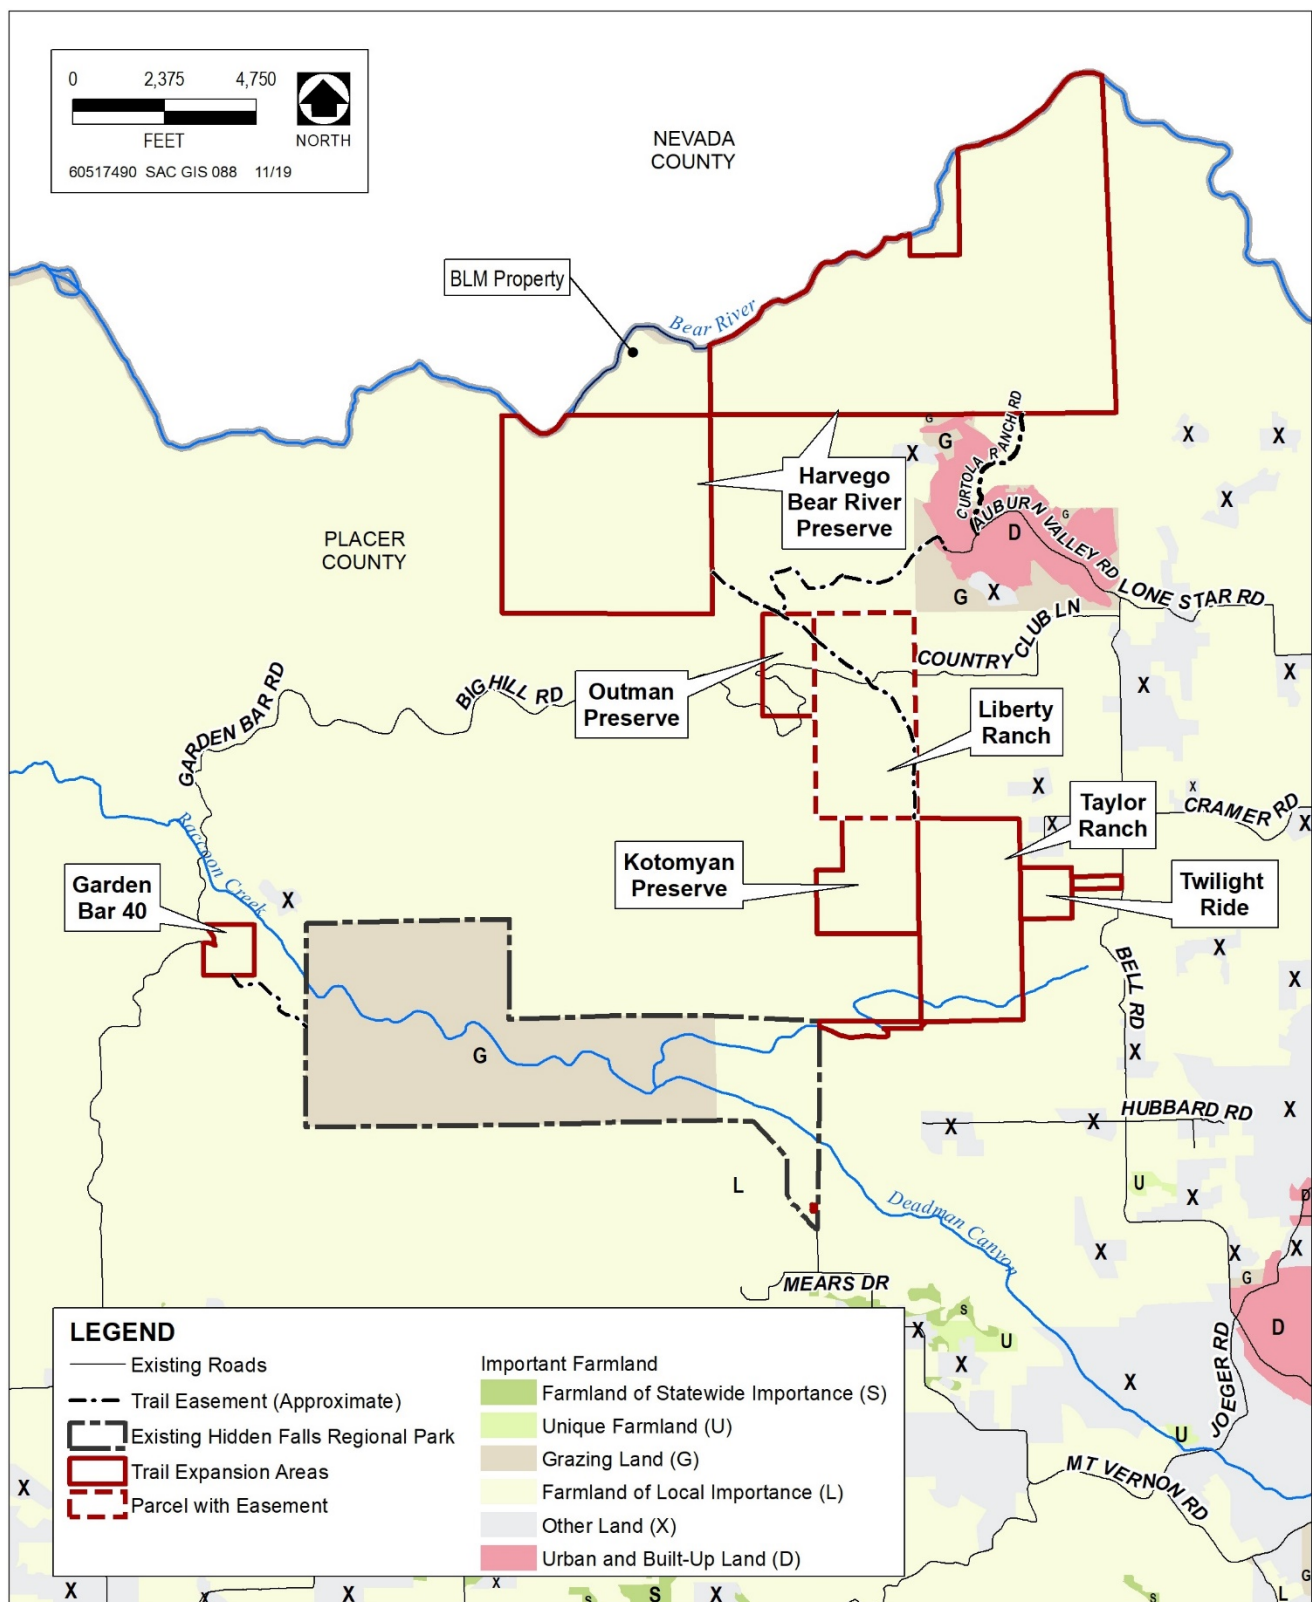 0 2,375 4,750
FEET
NORTH
60517490 SAC GIS 088 11/19
NEVADA
COUNTY
BLM Property
Bear River
CURTOLA RANCH RD
G
G
X
X
X
X
Harvego
Bear River
Preserve
AUBURN VALLEY RD
G
D
PLACER
COUNTY
G
X
LONE STAR RD
COUNTRY CLUB LN
GARDEN BAR RD
BIG HILL RD
Outman
Preserve
X
X
Liberty
Ranch
X
X
Taylor
Ranch
CRAMER RD
X
X
Raccoon Creek
Kotomyan
Preserve
Garden
Bar 40
X
Twilight
Ride
X
X
BELL RD
G
X
HUBBARD RD
X
X
X
L
U
X
D
Deadman Canyon
X
X
X
G
MEARS DR
S
X
U
X
D
X
JOEGER RD
U
MT VERNON RD
X
LEGEND
Existing Roads
Trail Easement (Approximate)
Existing Hidden Falls Regional Park
Trail Expansion Areas
Parcel with Easement
Important Farmland
Farmland of Statewide Importance (S)
Unique Farmland (U)
Grazing Land (G)
Farmland of Local Importance (L)
Other Land (X)
Urban and Built-Up Land (D)
X
X
X
X
S
X
S
L
G